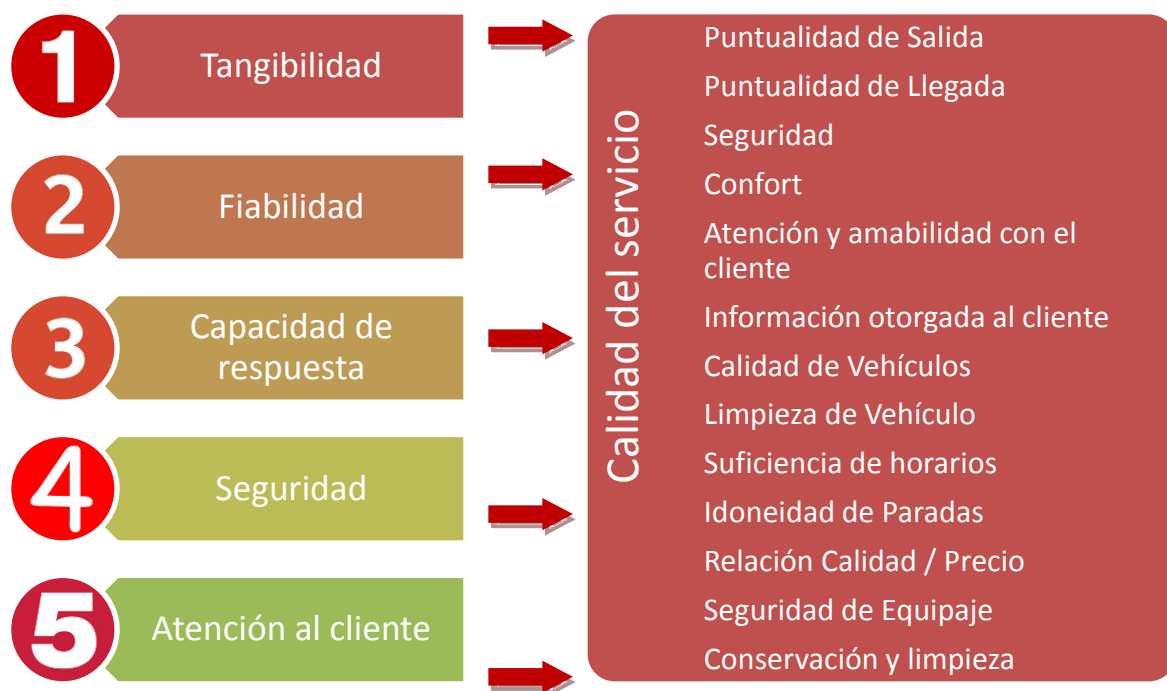 1
Tangibilidad
2
Fiabilidad
3
Capacidad de
respuesta
4
Seguridad
5
Atención al cliente
Calidad del servicio
Puntualidad de Salida
Puntualidad de Llegada
Seguridad
Confort
Atención y amabilidad con el
cliente
Información otorgada al cliente
Calidad de Vehículos
Limpieza de Vehículo
Suficiencia de horarios
Idoneidad de Paradas
Relación Calidad / Precio
Seguridad de Equipaje
Conservación y limpieza